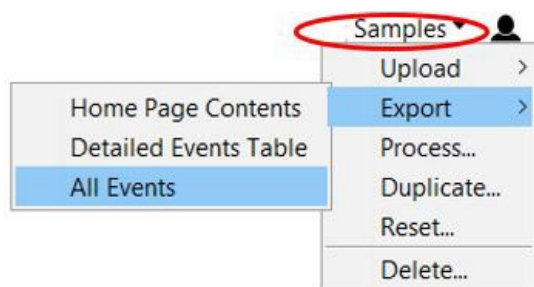 Samples
Upload
Home Page Contents
Export
Detailed Events Table
Process...
All Events
Duplicate...
Reset...
Delete...